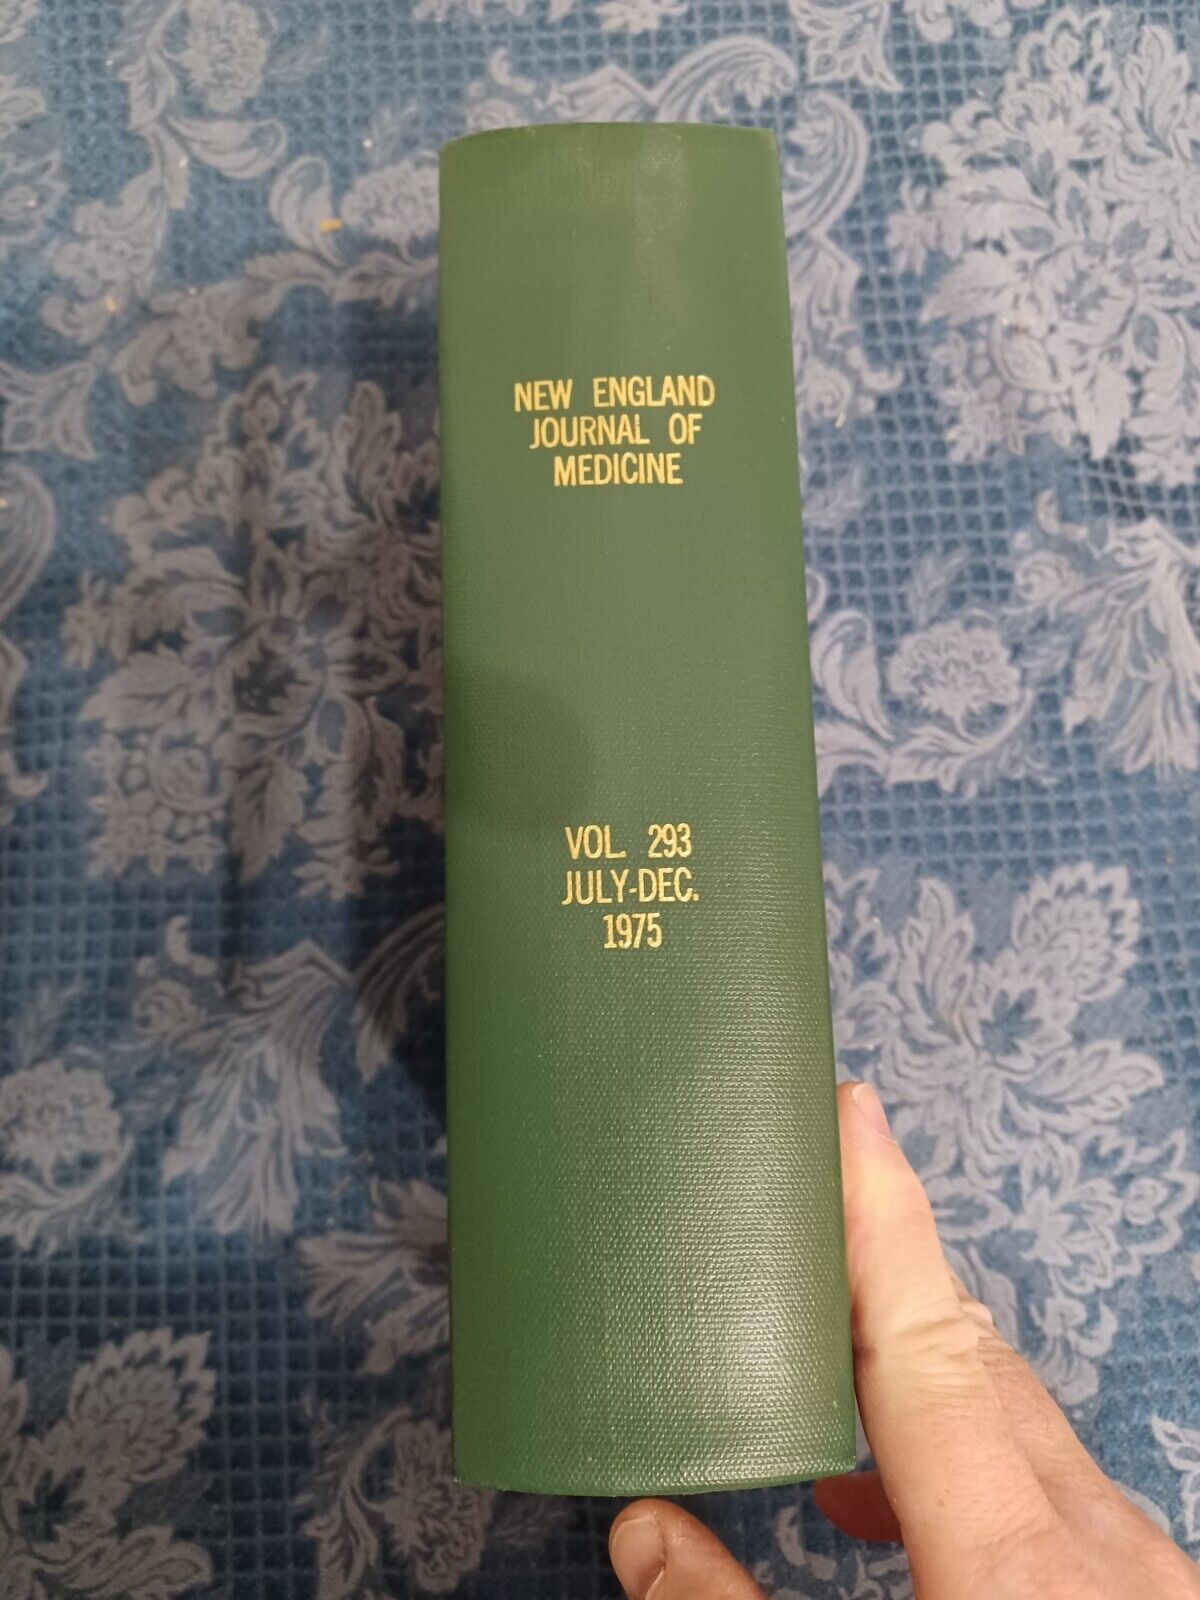 NEW ENGLAND
JOURNAL OF
MEDICINE
VOL. 293
JULY-DEC.
1975